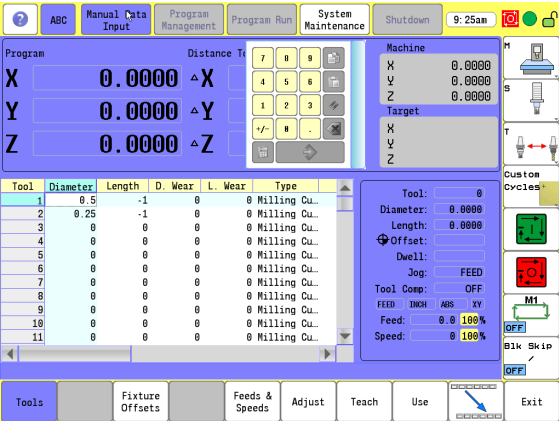 ?
ABC
Manual Data
Input
Program
Management
Program Run
System
Maintenance
Shutdown
9:25am
Program
Distance To
X 0.0000 X
Y 0.0000 Y
Z 0.0000 Z
7 8 9
4 5 6
1 2 3
+/- 0 .
Machine
X 0.0000
Y 0.0000
Z 0.0000
Target
X
Y
Z
M
S
T
Custom
Cycles
M1
OFF
Blk Skip
/
OFF
Tool Diameter Length D. Wear L. Wear Type
1 0.5 -1 0 0 Milling Cu…
2 0.25 -1 0 0 Milling Cu…
3 0 0 0 0 Milling Cu…
4 0 0 0 0 Milling Cu…
5 0 0 0 0 Milling Cu…
6 0 0 0 0 Milling Cu…
7 0 0 0 0 Milling Cu…
8 0 0 0 0 Milling Cu…
9 0 0 0 0 Milling Cu…
10 0 0 0 0 Milling Cu…
11 0 0 0 0 Milling Cu…
Tool: 0
Diameter: 0.0000
Length: 0.0000
Offset:
Dwell:
Jog: FEED
Tool Comp: OFF
FEED INCH ABS XY
Feed: 0.0 100%
Speed: 0 100%
Tools
Fixture
Offsets
Feeds &
Speeds
Adjust
Teach
Use
Exit